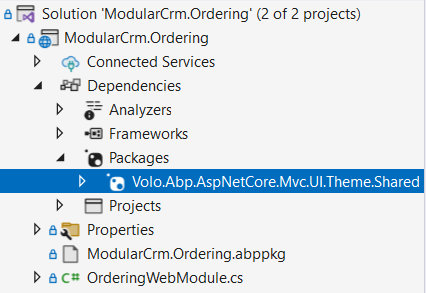 Solution 'ModularCrm.Ordering' (2 of 2 projects)
ModularCrm.Ordering
Connected Services
Dependencies
Analyzers
Frameworks
Packages
Volo.Abp.AspNetCore.Mvc.UI.Theme.Shared
Projects
Properties
ModularCrm.Ordering.abppkg
C# OrderingWebModule.cs